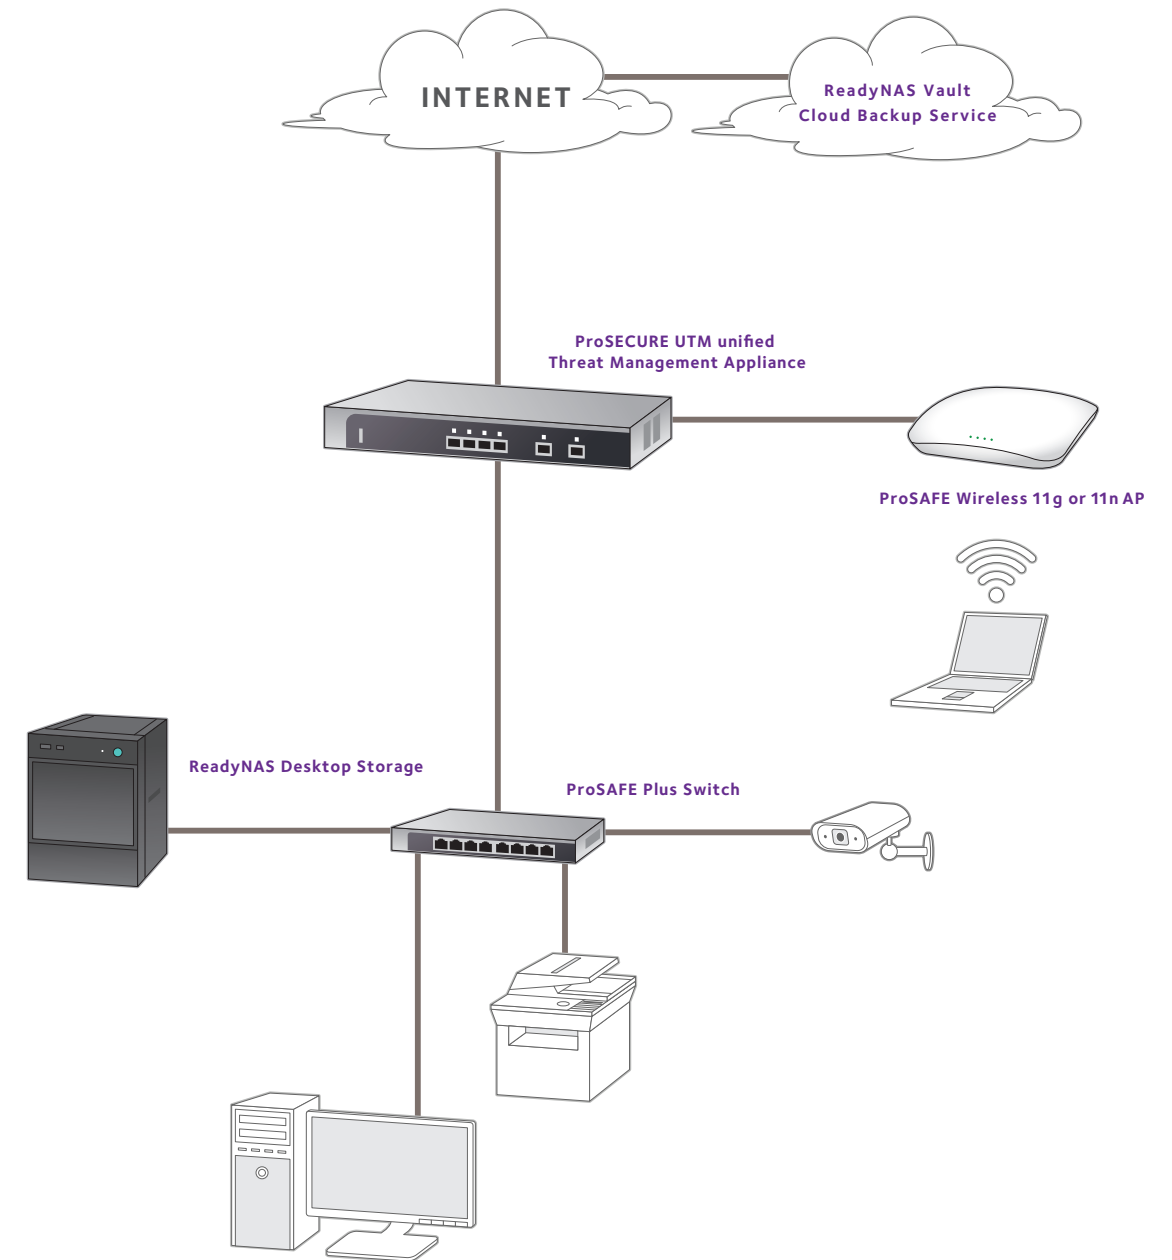 INTERNET
ReadyNAS Vault
Cloud Backup Service
ProSECURE UTM unified
Threat Management Appliance
ProSAFE Wireless 11g or 11n AP
ReadyNAS Desktop Storage
ProSAFE Plus Switch